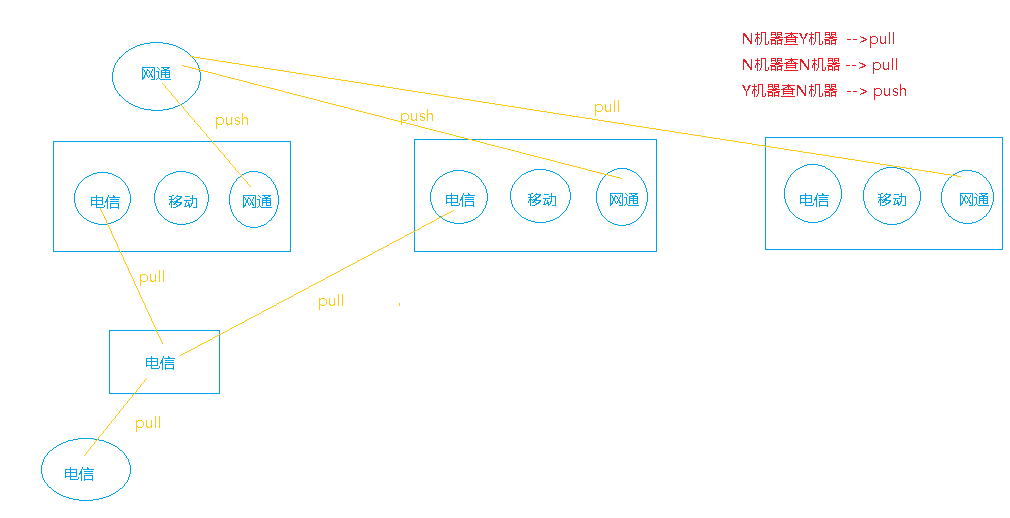 N机器查Y机器 -->pull
N机器查N机器 --> pull
Y机器查N机器 --> push
网通
push
push
pull
电信 移动 网通
电信 移动 网通
电信 移动 网通
pull
pull
电信
pull
电信